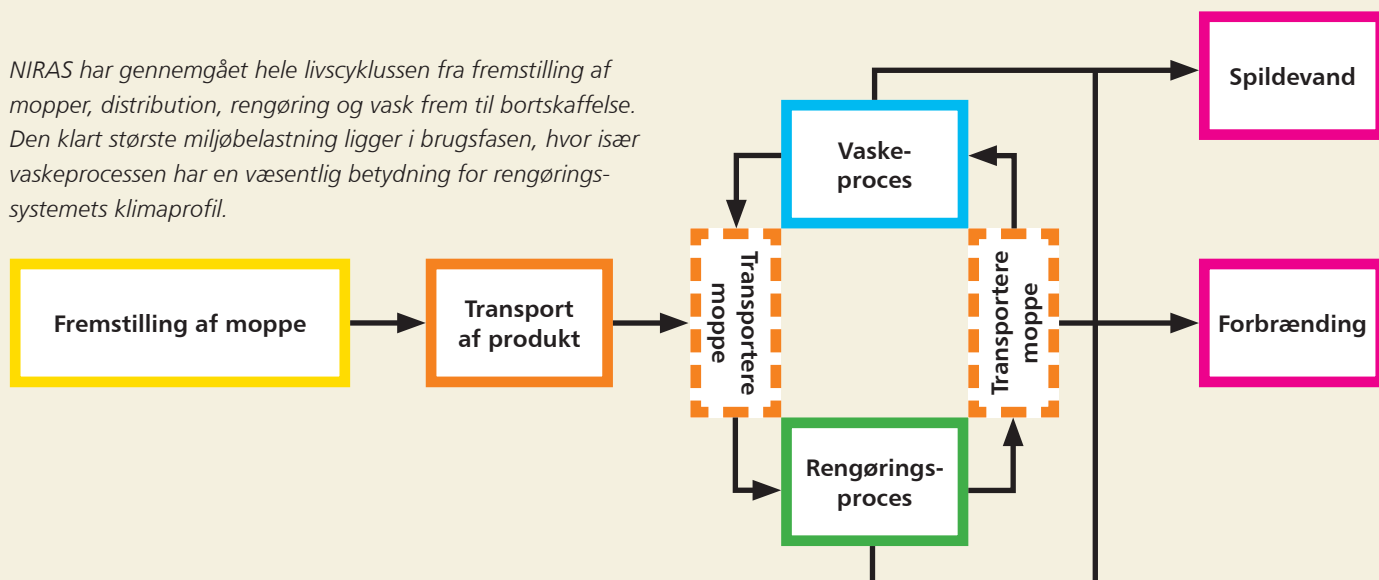 NIRAS har gennemgået hele livscyklussen fra fremstilling af
mopper, distribution, rengøring og vask frem til bortskaffelse.
Den klart største miljøbelastning ligger i brugsfasen, hvor især
vaskeprocessen har en væsentlig betydning for rengørings-
systemets klimaprofil.
Spildevand
Vaske-
proces
Fremstilling af moppe
Transport
af produkt
Transportere
moppe
Transportere
moppe
Forbrænding
Rengørings-
proces